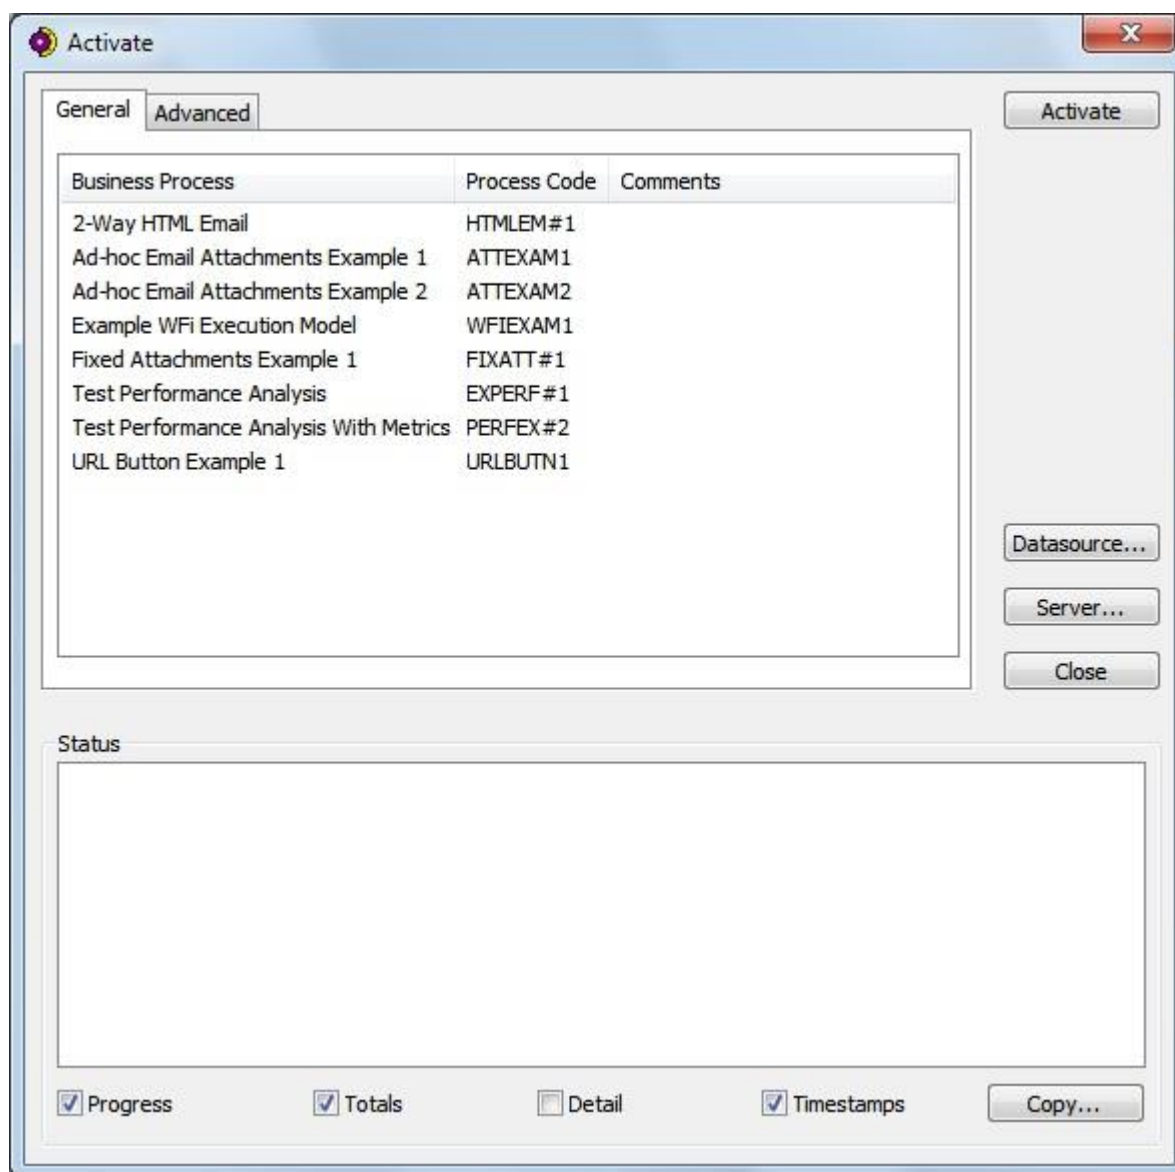 Activate
General Advanced Activate
Business Process Process Code Comments
2-Way HTML Email HTMLEM#1
Ad-hoc Email Attachments Example 1 ATTEXAM1
Ad-hoc Email Attachments Example 2 ATTEXAM2
Example WFi Execution Model WFIEXAM1
Fixed Attachments Example 1 FIXATT#1
Test Performance Analysis EXPERF#1
Test Performance Analysis With Metrics PERFEX#2
URL Button Example 1 URLBUTN1
Datasource...
Server...
Close
Status
Progress Totals Detail Timestamps Copy...